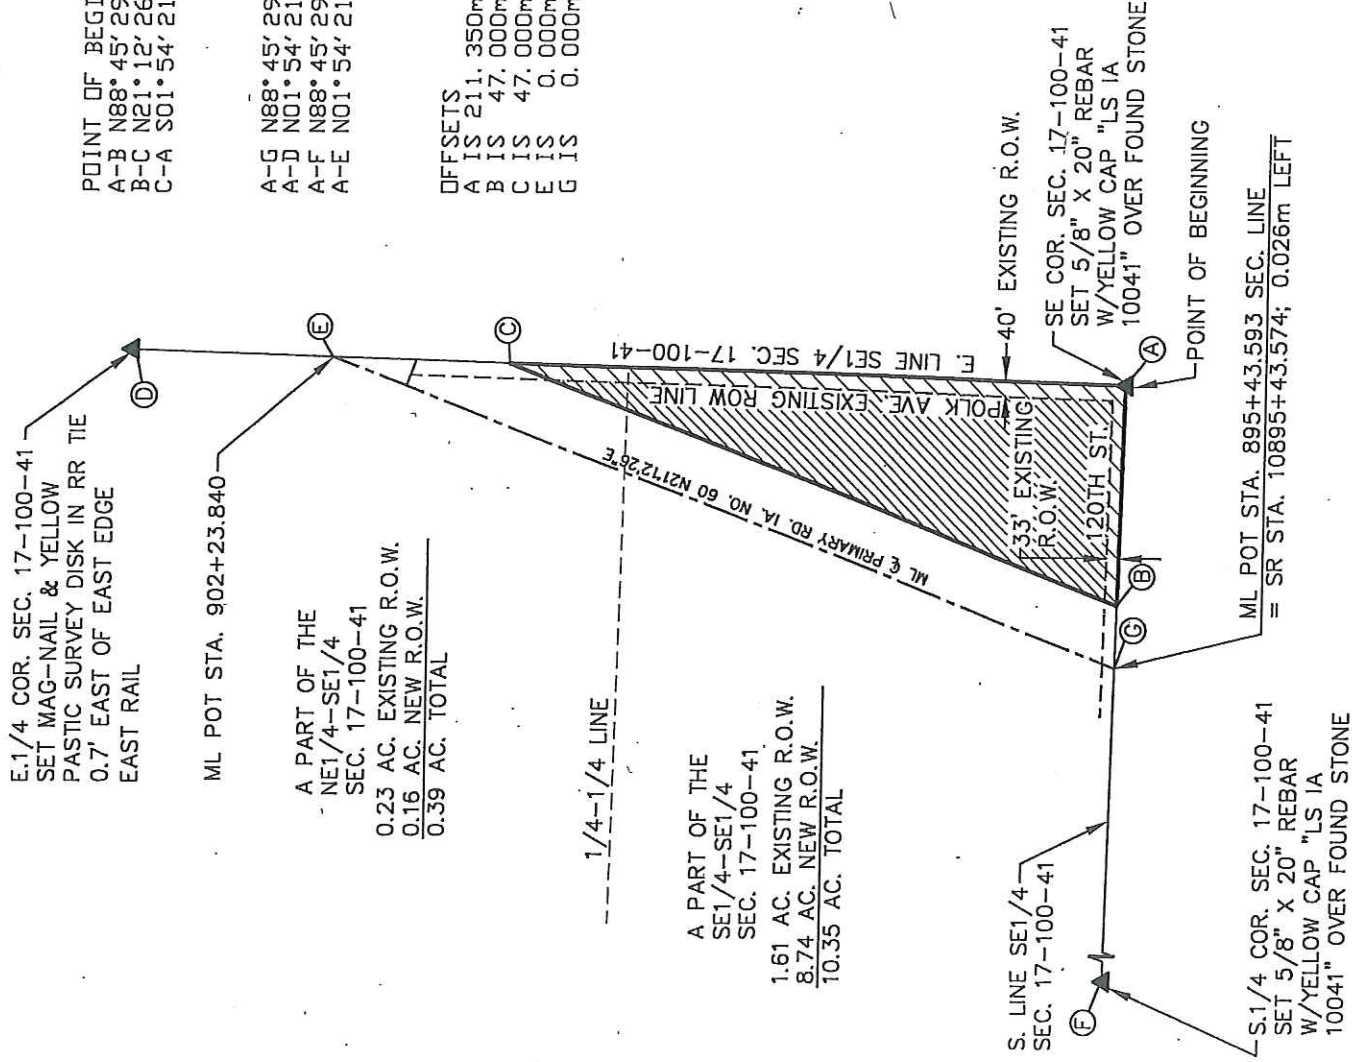 POINT OF BEGI
A-B N88°45' 29
B-C N21°12' 26
C-A S01°54' 21
A-G N88°45' 29
A-D N01°54' 21
A-F N88°45' 29
A-E N01°54' 21
OFFSETS
A IS 211. 350m
B IS 47. 000m
C IS 47. 000m
E IS 0. 000m
G IS 0. 000m
E.1/4 COR. SEC. 17-100-41
SET MAG-NAIL & YELLOW
PASTIC SURVEY DISK IN RR TIE
0.7' EAST OF EAST EDGE
EAST RAIL
D
E
C
ML POT STA. 902+23.840
A PART OF THE
NE1/4-SE1/4
SEC. 17-100-41
0.23 AC. EXISTING R.O.W.
0.16 AC. NEW R.O.W.
0.39 AC. TOTAL
1/4-1/4 LINE
A PART OF THE
SE1/4-SE1/4
SEC. 17-100-41
1.61 AC. EXISTING R.O.W.
8.74 AC. NEW R.O.W.
10.35 AC. TOTAL
ML ℄ PRIMARY RD. IA. NO. 60 N21°12'26"E
POLK AVE. EXISTING ROW LINE
E. LINE SE1/4 SEC. 17-100-41
40' EXISTING R.O.W.
33' EXISTING
R.O.W.
120TH ST.
SE COR. SEC. 17-100-41
SET 5/8" X 20" REBAR
W/YELLOW CAP "LS IA
10041" OVER FOUND STONE
A
POINT OF BEGINNING
B
G
ML POT STA. 895+43.593 SEC. LINE
= SR STA. 10895+43.574; 0.026m LEFT
S. LINE SE1/4
SEC. 17-100-41
F
S.1/4 COR. SEC. 17-100-41
SET 5/8" X 20" REBAR
W/YELLOW CAP "LS IA
10041" OVER FOUND STONE